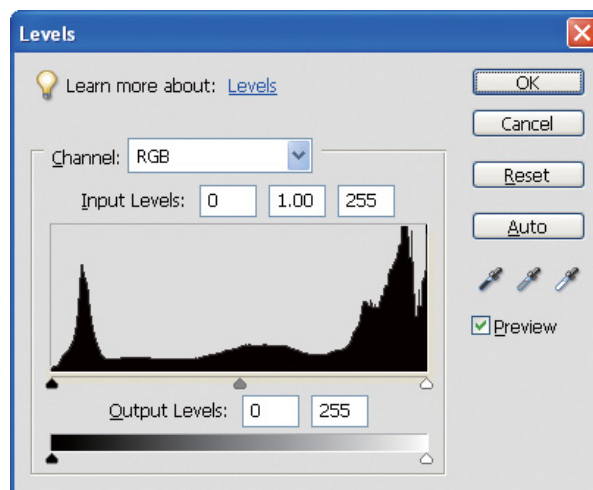 Levels
Learn more about: Levels
OK
Cancel
Channel: RGB
Reset
Input Levels: 0 1.00 255
Auto
Preview
Output Levels: 0 255